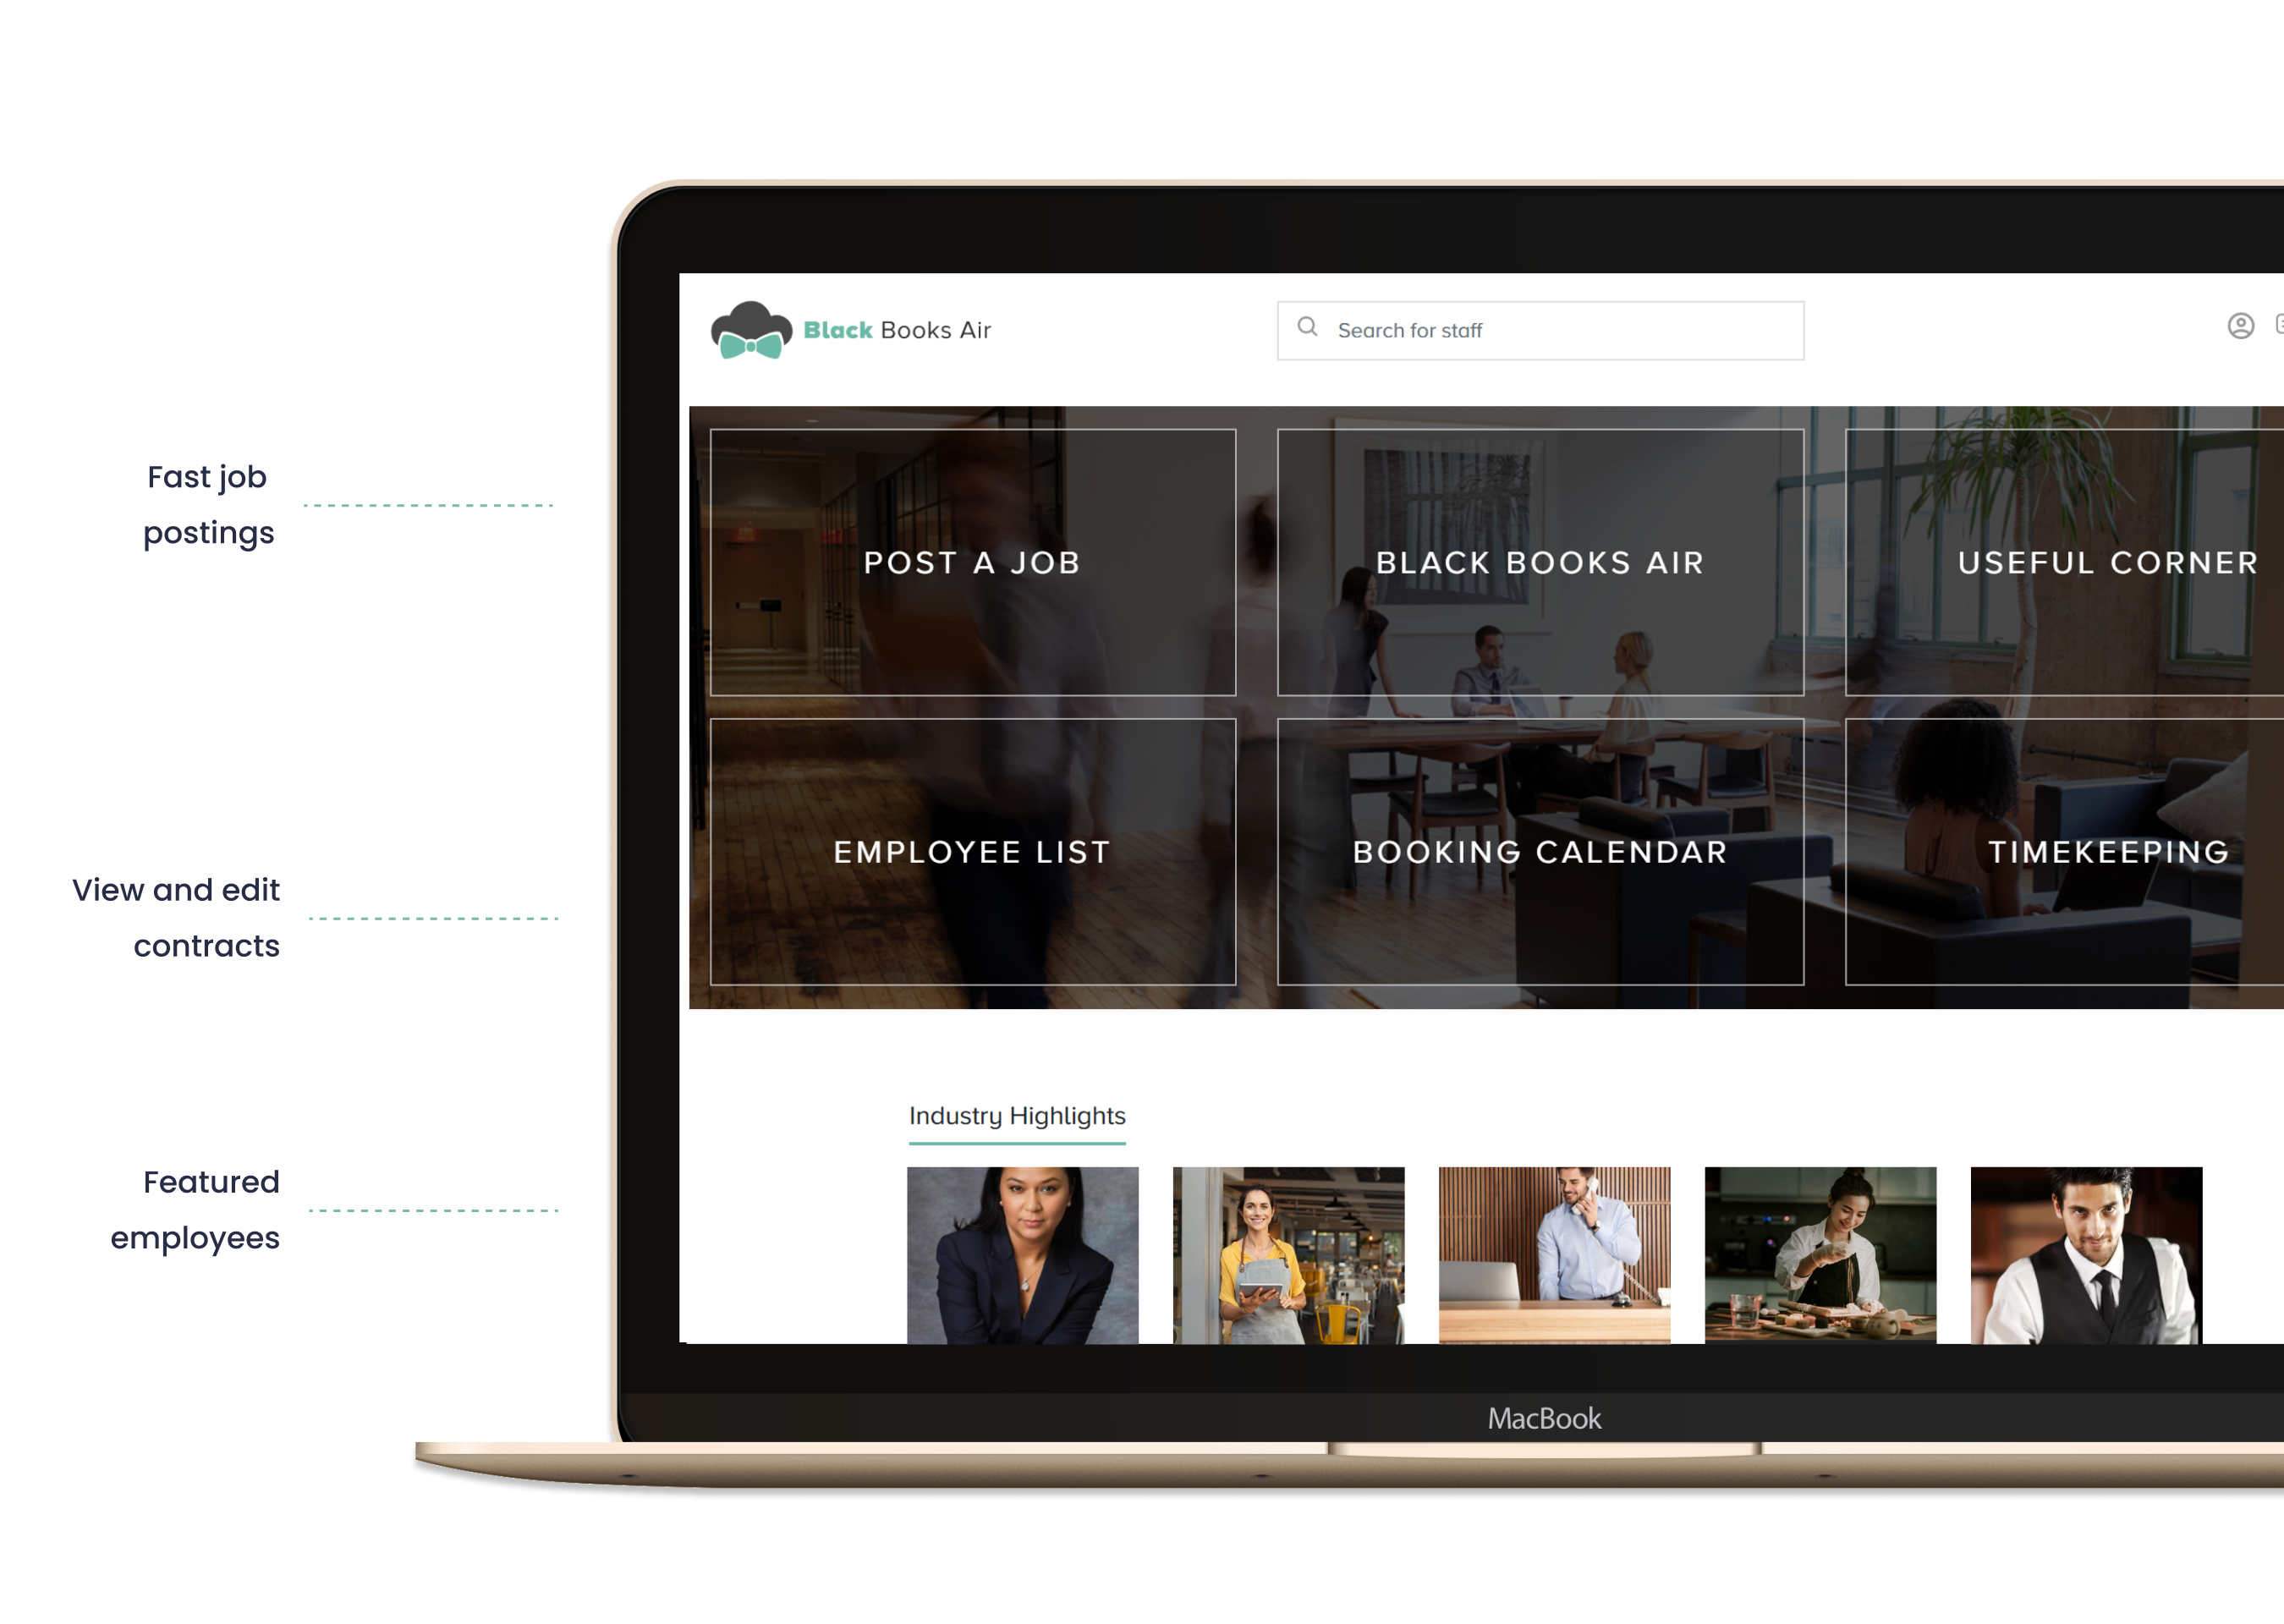 Black Books Air
Search for staff
Fast job
postings
POST A JOB
BLACK BOOKS AIR
USEFUL CORNER
View and edit
contracts
EMPLOYEE LIST
BOOKING CALENDAR
TIMEKEEPING
Industry Highlights
Featured
employees
MacBook